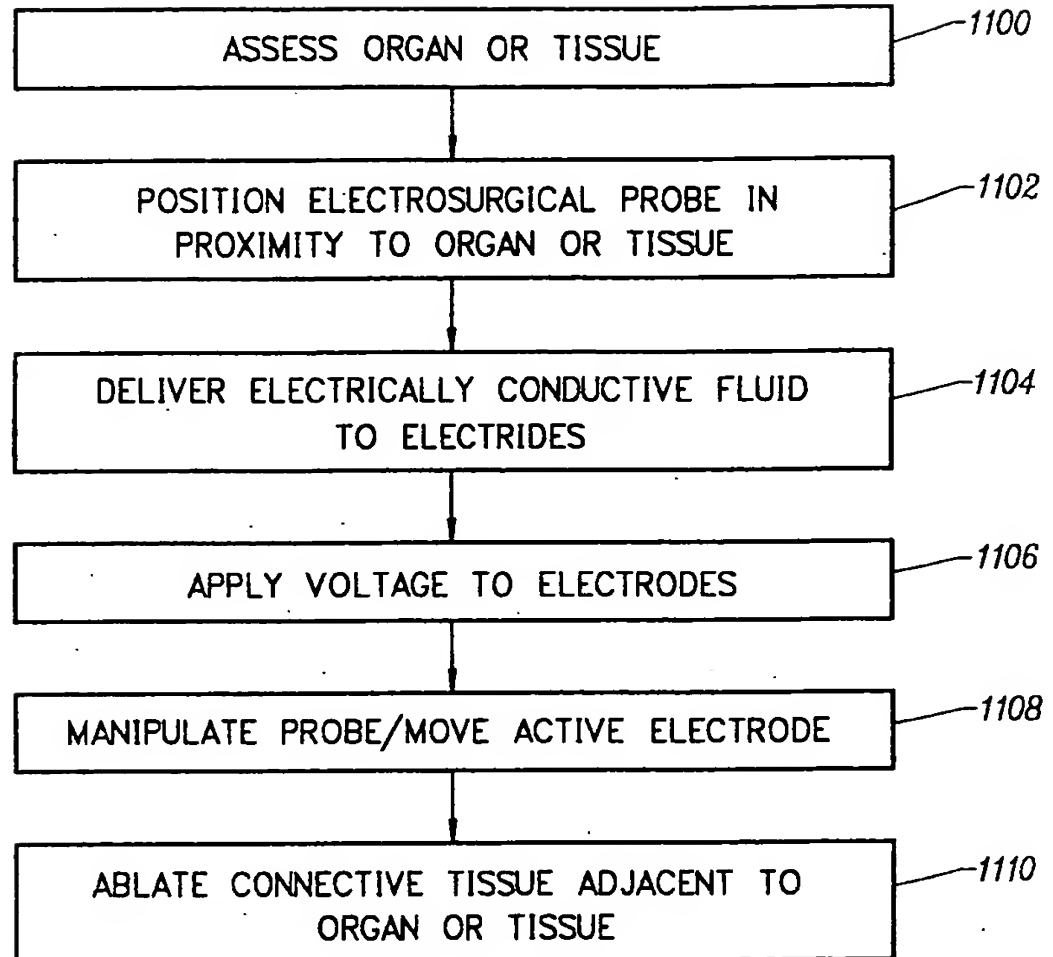 ASSESS ORGAN OR TISSUE
1100
POSITION ELECTROSURGICAL PROBE IN
PROXIMITY TO ORGAN OR TISSUE
1102
DELIVER ELECTRICALLY CONDUCTIVE FLUID
TO ELECTRIDES
1104
APPLY VOLTAGE TO ELECTRODES
1106
MANIPULATE PROBE/MOVE ACTIVE ELECTRODE
1108
ABLATE CONNECTIVE TISSUE ADJACENT TO
ORGAN OR TISSUE
1110